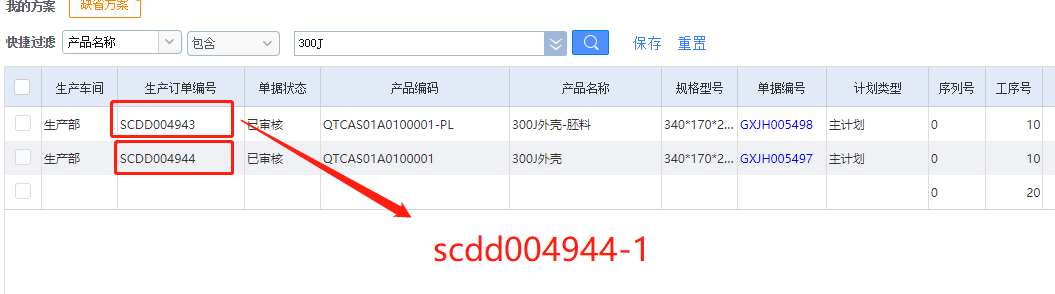 我的方案 缺省方案
快捷过滤 产品名称 包含 300J 保存 重置
生产车间 生产订单编号 单据状态 产品编码 产品名称 规格型号 单据编号 计划类型 序列号 工序号
生产部 SCDD004943 已审核 QTCAS01A0100001-PL 300J外壳-胚料 340*170*2... GXJH005498 主计划 0 10
生产部 SCDD004944 已审核 QTCAS01A0100001 300J外壳 340*170*2... GXJH005497 主计划 0 10
0 20
scdd004944-1